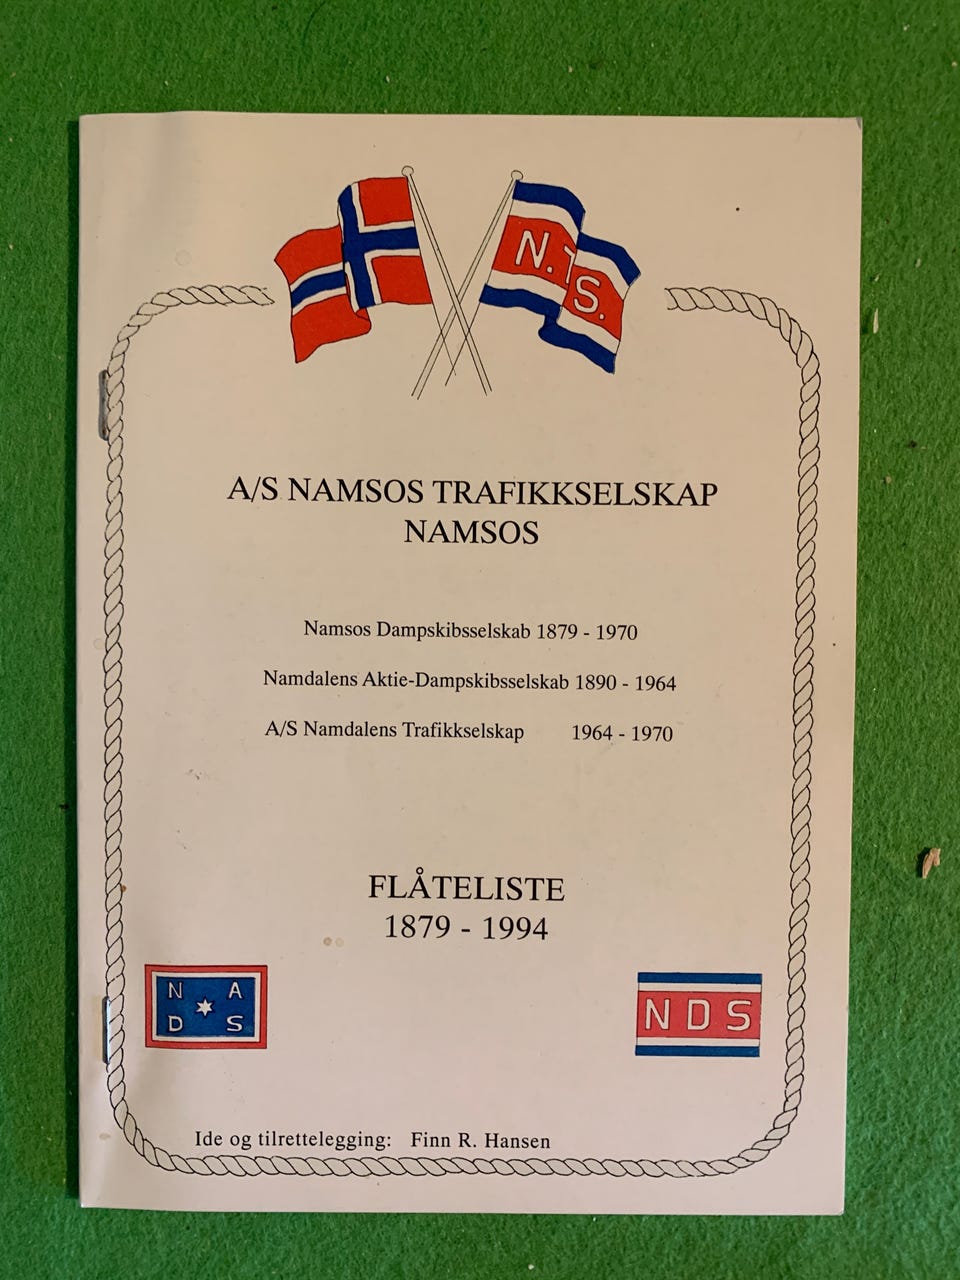 N.T.S.
A/S NAMSOS TRAFIKKSELSKAP
NAMSOS
Namsos Dampskibsselskab 1879 - 1970
Namdalens Aktie-Dampskibsselskab 1890 - 1964
A/S Namdalens Trafikkselskap 1964 - 1970
FLÅTELISTE
1879 - 1994
N A
D S
NDS
Ide og tilrettelegging: Finn R. Hansen